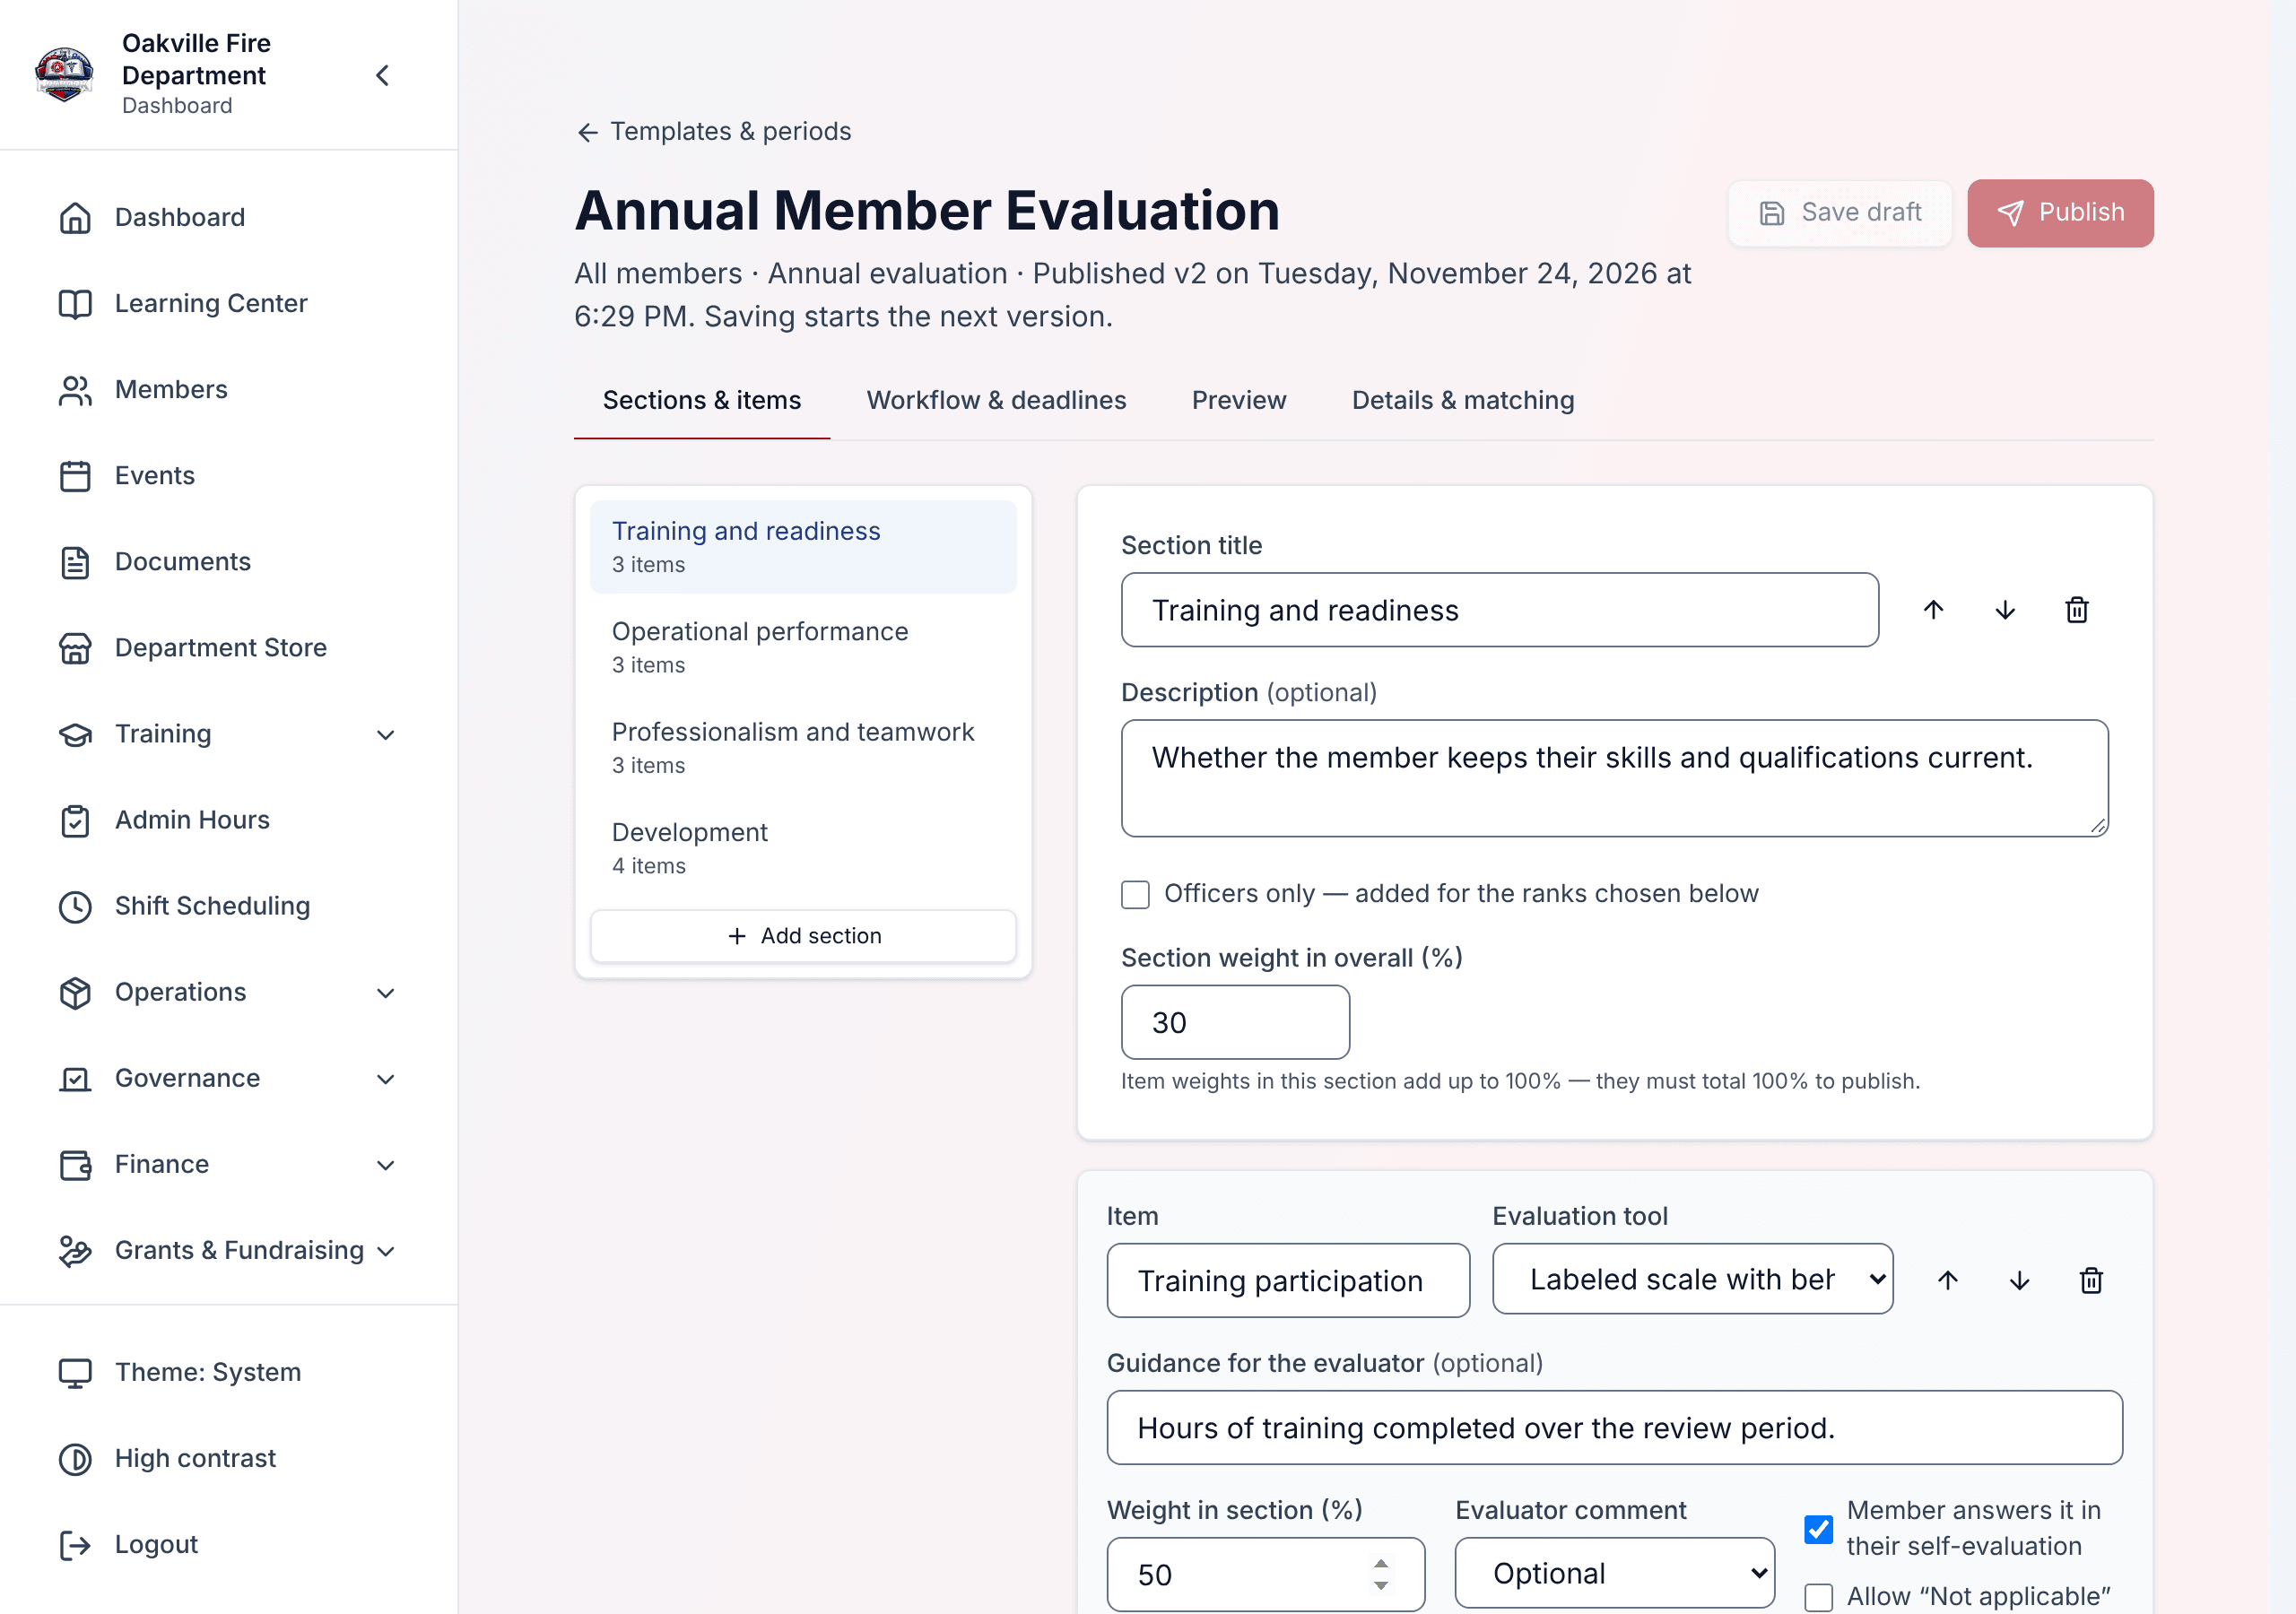 Oakville Fire
Department
Dashboard
Dashboard
Learning Center
Members
Events
Documents
Department Store
Training
Admin Hours
Shift Scheduling
Operations
Governance
Finance
Grants & Fundraising
Theme: System
High contrast
Logout
Templates & periods
Annual Member Evaluation
Save draft
Publish
All members · Annual evaluation · Published v2 on Tuesday, November 24, 2026 at
6:29 PM. Saving starts the next version.
Sections & items
Workflow & deadlines
Preview
Details & matching
Training and readiness
3 items
Operational performance
3 items
Professionalism and teamwork
3 items
Development
4 items
Add section
Section title
Training and readiness
Description (optional)
Whether the member keeps their skills and qualifications current.
Officers only — added for the ranks chosen below
Section weight in overall (%)
30
Item weights in this section add up to 100% — they must total 100% to publish.
Item
Evaluation tool
Training participation
Labeled scale with beh
Guidance for the evaluator (optional)
Hours of training completed over the review period.
Weight in section (%)
Evaluator comment
50
Optional
Member answers it in
their self-evaluation
Allow “Not applicable”